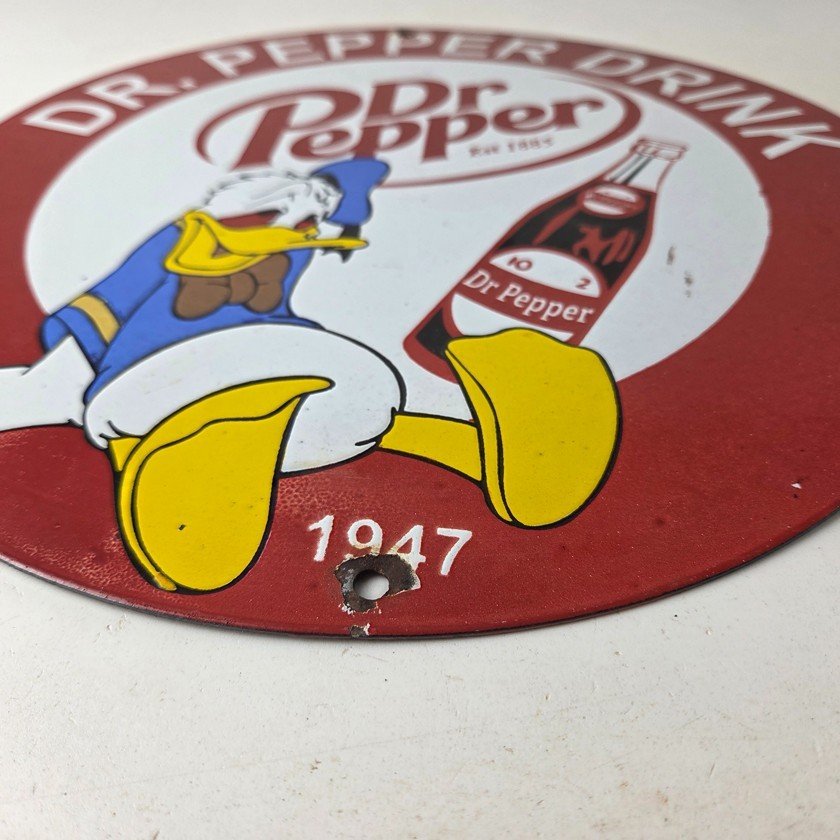 DR. PEPPER DRINK
Dr
Pepper
Est 1885
10 2
Dr Pepper
1947